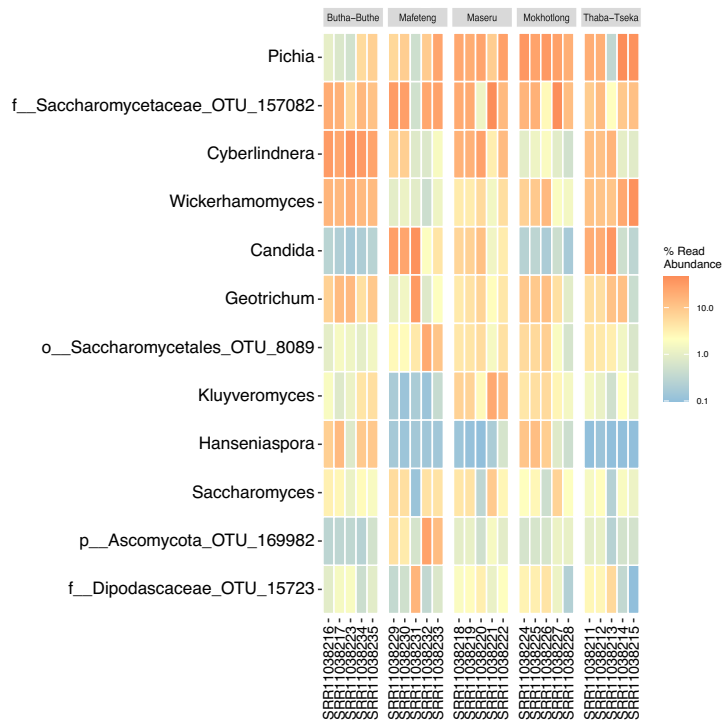 Butha−Buthe Mafeteng Maseru Mokhotlong Thaba−Tseka
Pichia
f__Saccharomycetaceae_OTU_157082
Cyberlindnera
Wickerhamomyces
Candida
Geotrichum
o__Saccharomycetales_OTU_8089
Kluyveromyces
Hanseniaspora
Saccharomyces
p__Ascomycota_OTU_169982
f__Dipodascaceae_OTU_15723
% Read
Abundance
10.0
1.0
0.1
SRR11038216
SRR11038217
SRR11038223
SRR11038234
SRR11038235
SRR11038229
SRR11038230
SRR11038231
SRR11038232
SRR11038233
SRR11038218
SRR11038219
SRR11038220
SRR11038221
SRR11038222
SRR11038224
SRR11038225
SRR11038226
SRR11038227
SRR11038228
SRR11038211
SRR11038212
SRR11038213
SRR11038214
SRR11038215